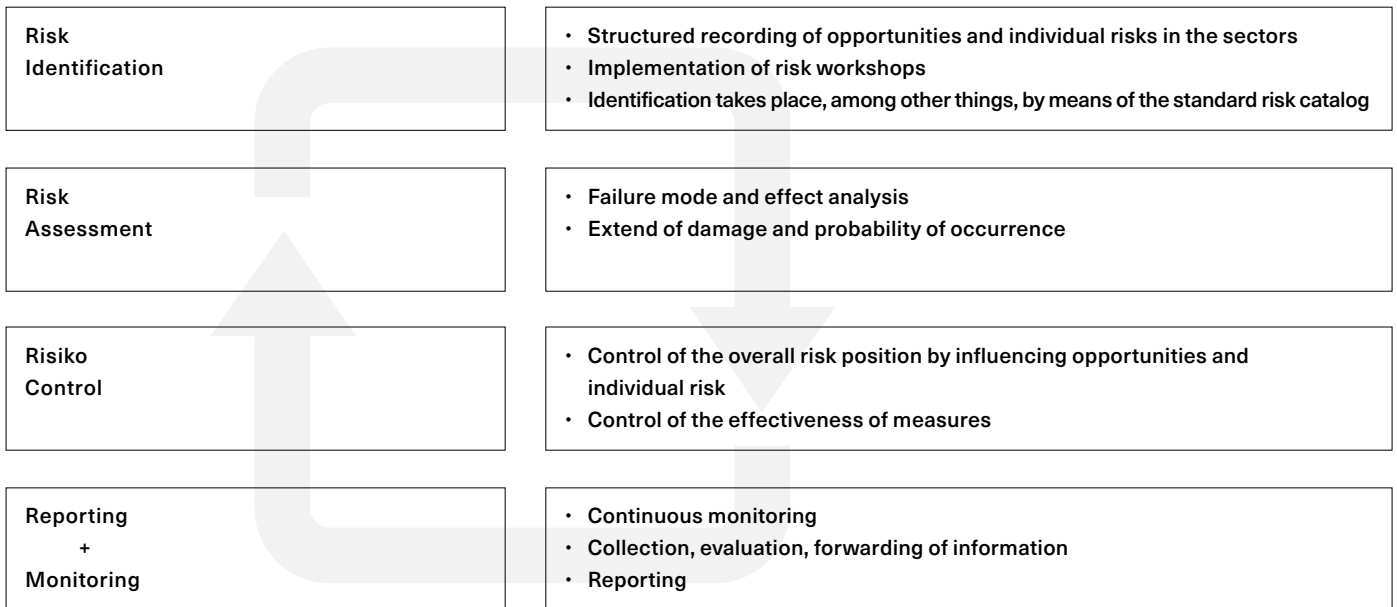 Risk
Identification
• Structured recording of opportunities and individual risks in the sectors
• Implementation of risk workshops
• Identification takes place, among other things, by means of the standard risk catalog
Risk
Assessment
• Failure mode and effect analysis
• Extend of damage and probability of occurrence
Risiko
Control
• Control of the overall risk position by influencing opportunities and
individual risk
• Control of the effectiveness of measures
Reporting
+
Monitoring
• Continuous monitoring
• Collection, evaluation, forwarding of information
• Reporting